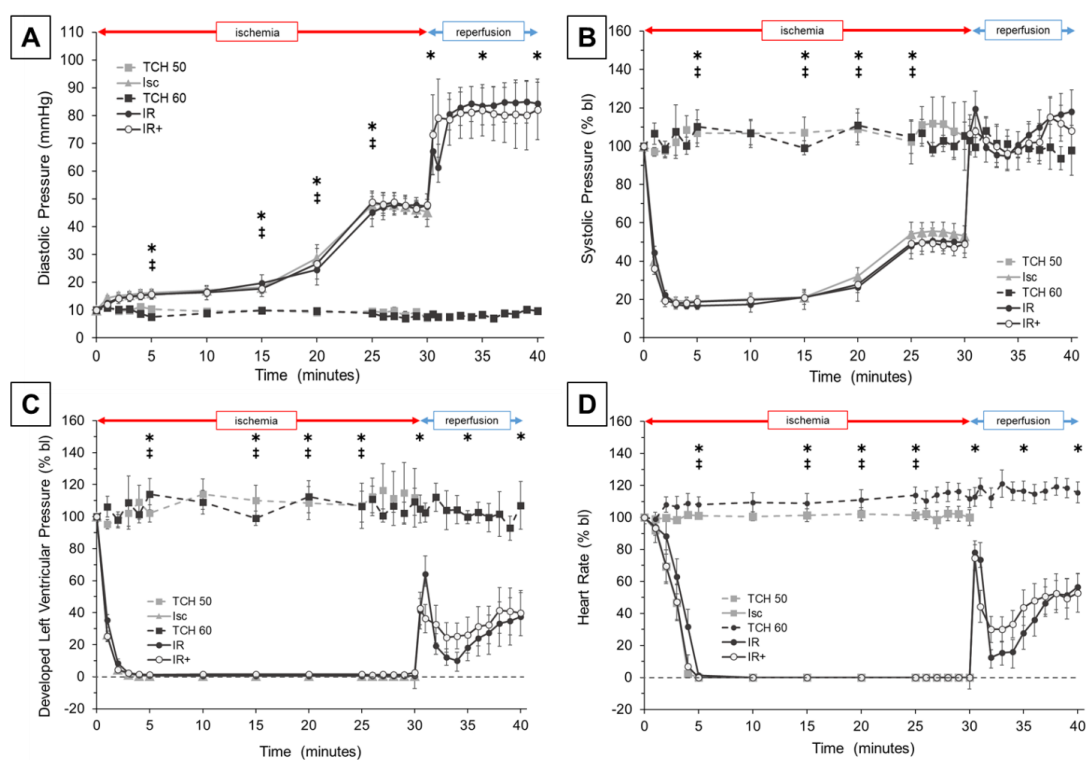 A
ischemia
reperfusion
*
*
*
*
‡
*
‡
*
‡
*
‡
TCH 50
Isc
TCH 60
IR
IR+
Diastolic Pressure (mmHg)
110
100
90
80
70
60
50
40
30
20
10
0
0 5 10 15 20 25 30 35 40
Time (minutes)
B
ischemia
reperfusion
* * * *
‡ ‡ ‡ ‡
Systolic Pressure (% bl)
160
140
120
100
80
60
40
20
0
TCH 50
Isc
TCH 60
IR
IR+
0 5 10 15 20 25 30 35 40
Time (minutes)
C
ischemia
reperfusion
* * * * * * *
‡ ‡ ‡ ‡
Developed Left Ventricular Pressure (% bl)
160
140
120
100
80
60
40
20
0
-20
TCH 50
Isc
TCH 60
IR
IR+
0 5 10 15 20 25 30 35 40
Time (minutes)
D
ischemia
reperfusion
* * * * * * *
‡ ‡ ‡ ‡
Heart Rate (% bl)
160
140
120
100
80
60
40
20
0
-20
TCH 50
Isc
TCH 60
IR
IR+
0 5 10 15 20 25 30 35 40
Time (minutes)